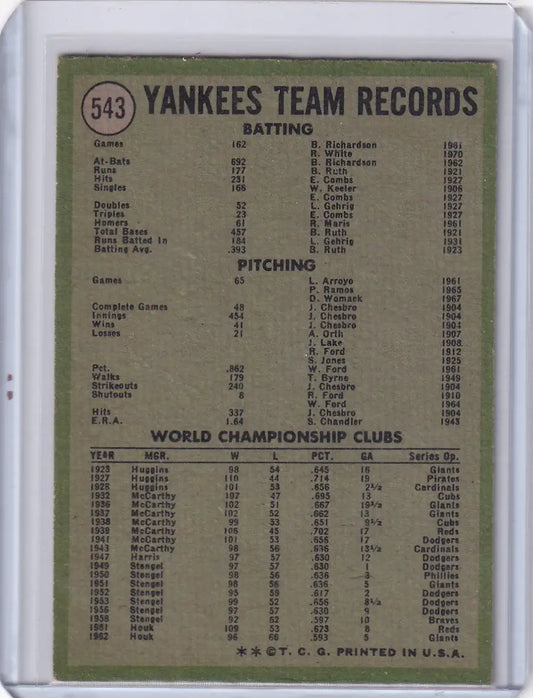 543 YANKEES TEAM RECORDS
BATTING
Games 162 B. Richardson 1961
R. White 1970
At-Bats 692 B. Richardson 1962
Runs 177 B. Ruth 1921
Hits 231 E. Combs 1927
Singles 168 W. Keeler 1906
E. Combs 1927
Doubles 52 L. Gehrig 1927
Triples 23 E. Combs 1927
Homers 61 R. Maris 1961
Total Bases 457 B. Ruth 1921
Runs Batted In 184 L. Gehrig 1931
Batting Avg. .393 B. Ruth 1923
PITCHING
Games 65 L. Arroyo 1961
P. Ramos 1965
D. Womack 1967
Complete Games 48 J. Chesbro 1904
Innings 454 J. Chesbro 1904
Wins 41 J. Chesbro 1904
Losses 21 A. Orth 1907
J. Lake 1908
R. Ford 1912
S. Jones 1925
Pct. .862 W. Ford 1961
Walks 179 T. Byrne 1949
Strikeouts 240 J. Chesbro 1904
Shutouts 8 R. Ford 1910
W. Ford 1964
Hits 337 J. Chesbro 1904
E.R.A. 1.64 S. Chandler 1943
WORLD CHAMPIONSHIP CLUBS
YEAR MGR. W L PCT. GA Series Op.
1923 Huggins 98 54 .645 16 Giants
1927 Huggins 110 44 .714 19 Pirates
1928 Huggins 101 53 .656 2½ Cardinals
1932 McCarthy 107 47 .695 13 Cubs
1936 McCarthy 102 51 .667 19½ Giants
1937 McCarthy 102 52 .662 13 Giants
1938 McCarthy 99 53 .651 9½ Cubs
1939 McCarthy 106 45 .702 17 Reds
1941 McCarthy 101 53 .656 17 Dodgers
1943 McCarthy 98 56 .636 13½ Cardinals
1947 Harris 97 57 .630 12 Dodgers
1949 Stengel 97 57 .630 1 Dodgers
1950 Stengel 98 56 .636 3 Phillies
1951 Stengel 98 56 .636 5 Giants
1952 Stengel 95 59 .617 2 Dodgers
1953 Stengel 99 52 .656 8½ Dodgers
1956 Stengel 97 57 .630 9 Dodgers
1958 Stengel 92 62 .597 10 Braves
1961 Houk 109 53 .673 8 Reds
1962 Houk 96 66 .593 5 Giants
**©T. C. G. PRINTED IN U.S.A.